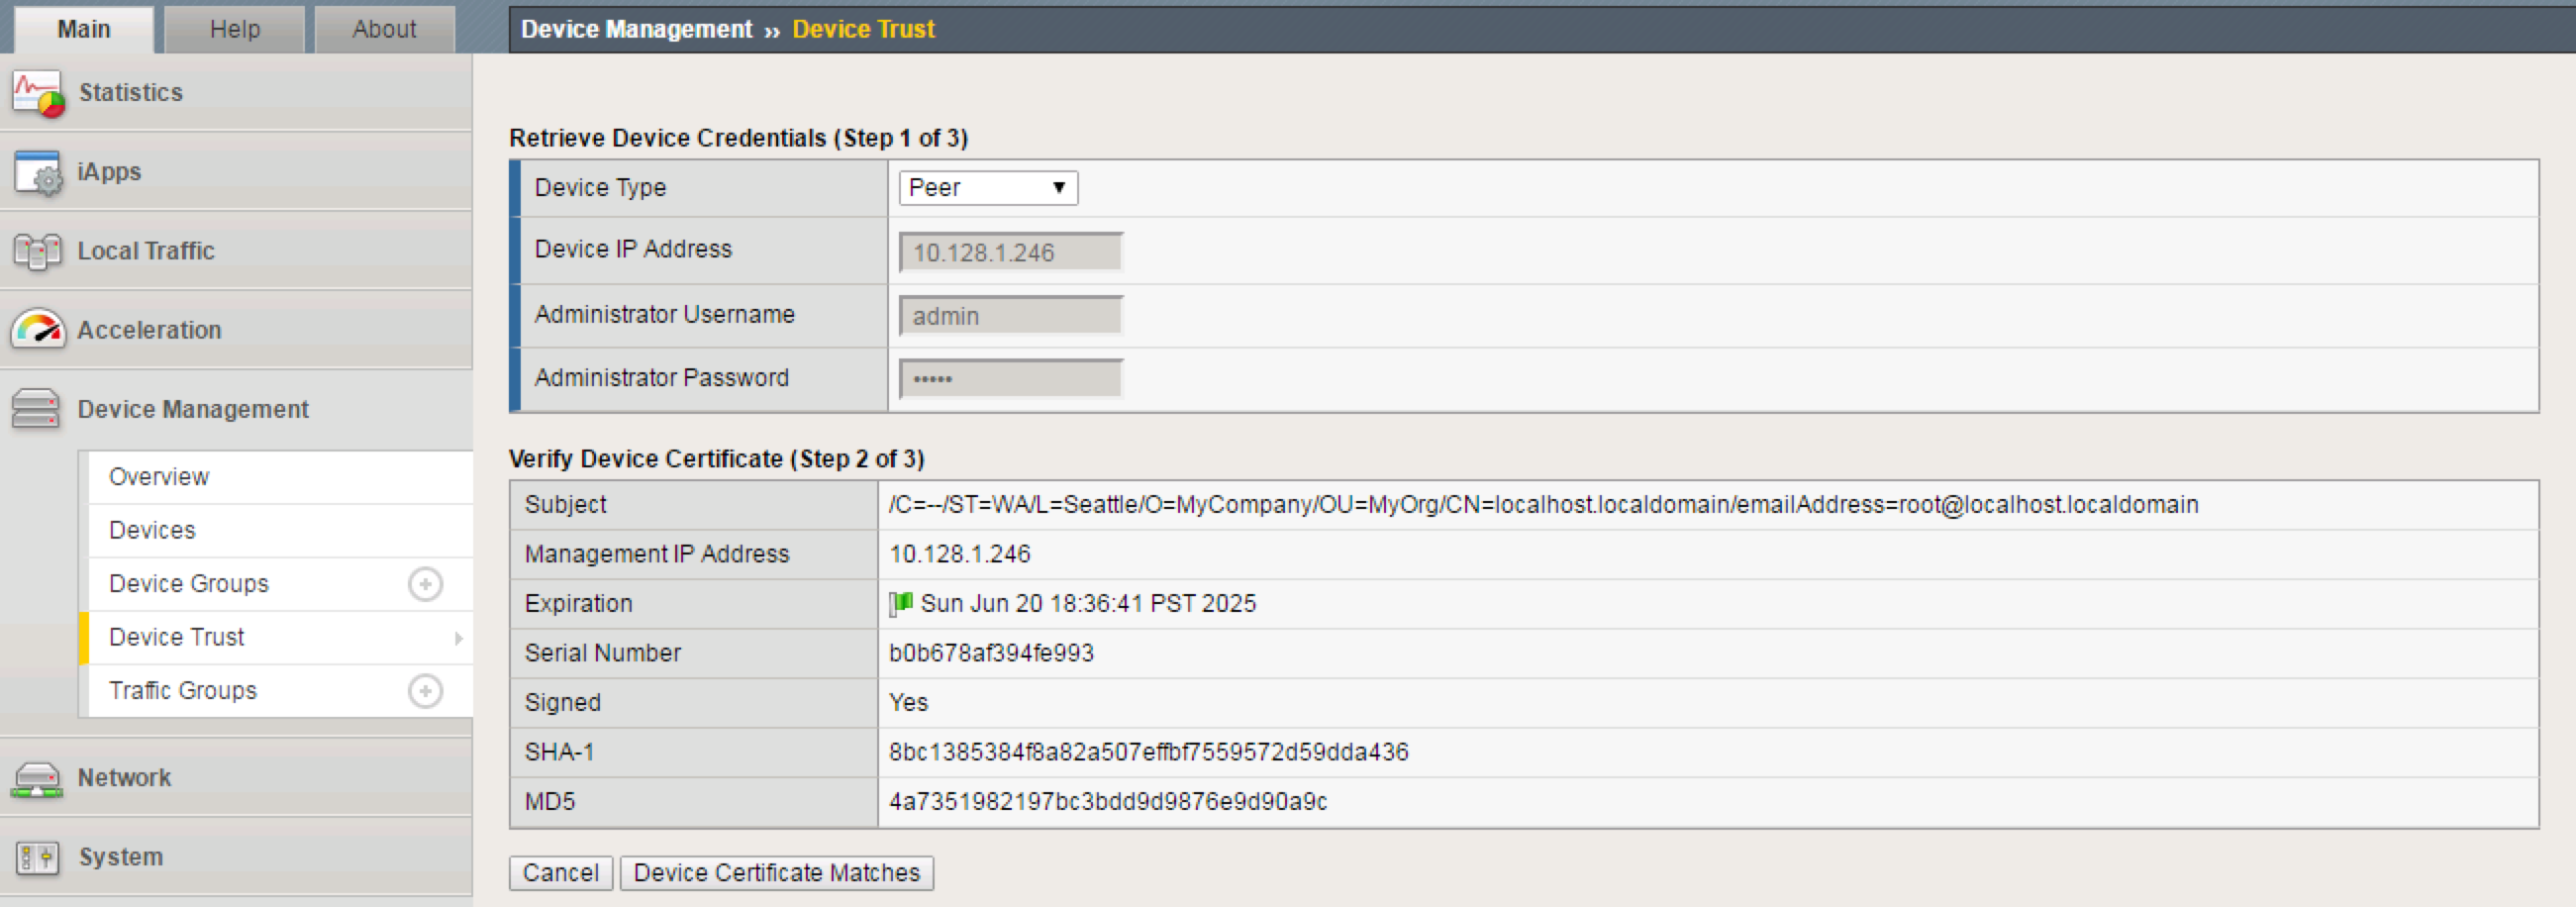 Main Help About
Device Management ›› Device Trust
Statistics
iApps
Local Traffic
Acceleration
Device Management
Overview
Devices
Device Groups
Device Trust
Traffic Groups
Network
System
Retrieve Device Credentials (Step 1 of 3)
Device Type Peer
Device IP Address 10.128.1.246
Administrator Username admin
Administrator Password •••••
Verify Device Certificate (Step 2 of 3)
Subject /C=--/ST=WA/L=Seattle/O=MyCompany/OU=MyOrg/CN=localhost.localdomain/emailAddress=root@localhost.localdomain
Management IP Address 10.128.1.246
Expiration Sun Jun 20 18:36:41 PST 2025
Serial Number b0b678af394fe993
Signed Yes
SHA-1 8bc1385384f8a82a507effbf7559572d59dda436
MD5 4a7351982197bc3bdd9d9876e9d90a9c
Cancel Device Certificate Matches